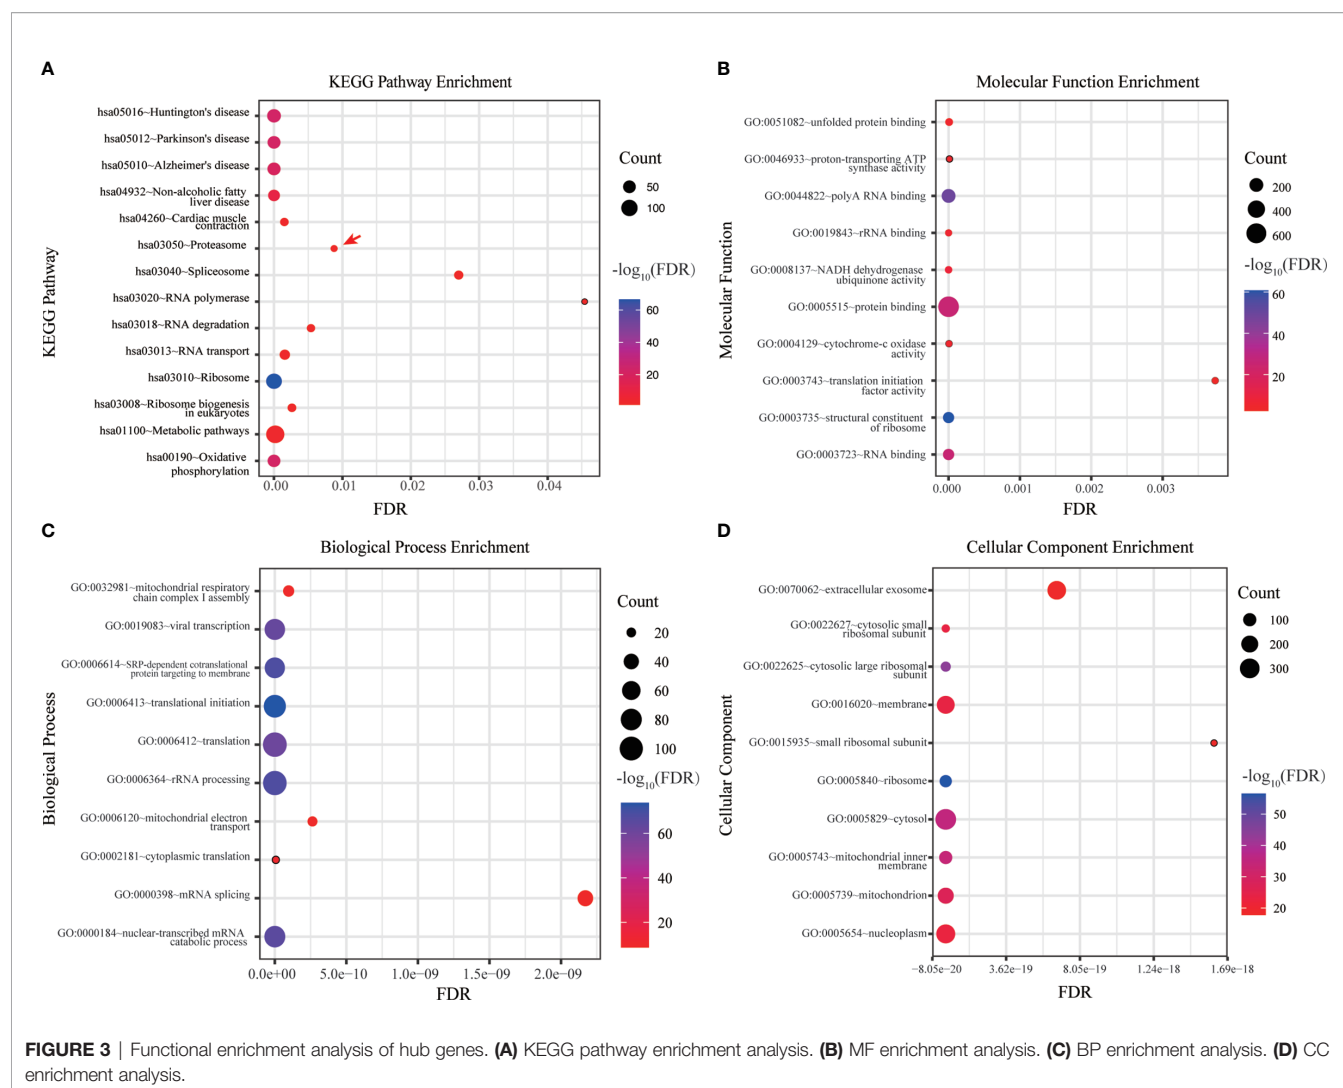 A
KEGG Pathway Enrichment
hsa05016~Huntington's disease
hsa05012~Parkinson's disease
hsa05010~Alzheimer's disease
hsa04932~Non-alcoholic fatty
liver disease
hsa04260~Cardiac muscle
contraction
hsa03050~Proteasome
hsa03040~Spliceosome
hsa03020~RNA polymerase
hsa03018~RNA degradation
hsa03013~RNA transport
hsa03010~Ribosome
hsa03008~Ribosome biogenesis
in eukaryotes
hsa01100~Metabolic pathways
hsa00190~Oxidative
phosphorylation
KEGG Pathway
0.00 0.01 0.02 0.03 0.04
FDR
Count
50
100
-log10(FDR)
60
40
20
B
Molecular Function Enrichment
GO:0051082~unfolded protein binding
GO:0046933~proton-transporting ATP
synthase activity
GO:0044822~polyA RNA binding
GO:0019843~rRNA binding
GO:0008137~NADH dehydrogenase
ubiquinone activity
GO:0005515~protein binding
GO:0004129~cytochrome-c oxidase
activity
GO:0003743~translation initiation
factor activity
GO:0003735~structural constituent
of ribosome
GO:0003723~RNA binding
Molecular Function
0.000 0.001 0.002 0.003
FDR
Count
200
400
600
-log10(FDR)
60
40
20
C
Biological Process Enrichment
GO:0032981~mitochondrial respiratory
chain complex I assembly
GO:0019083~viral transcription
GO:0006614~SRP-dependent cotranslational
protein targeting to membrane
GO:0006413~translational initiation
GO:0006412~translation
GO:0006364~rRNA processing
GO:0006120~mitochondrial electron
transport
GO:0002181~cytoplasmic translation
GO:0000398~mRNA splicing
GO:0000184~nuclear-transcribed mRNA
catabolic process
Biological Process
0.0e+00 5.0e-10 1.0e-09 1.5e-09 2.0e-09
FDR
Count
20
40
60
80
100
-log10(FDR)
60
40
20
D
Cellular Component Enrichment
GO:0070062~extracellular exosome
GO:0022627~cytosolic small
ribosomal subunit
GO:0022625~cytosolic large ribosomal
subunit
GO:0016020~membrane
GO:0015935~small ribosomal subunit
GO:0005840~ribosome
GO:0005829~cytosol
GO:0005743~mitochondrial inner
membrane
GO:0005739~mitochondrion
GO:0005654~nucleoplasm
Cellular Component
-8.05e-20 3.62e-19 8.05e-19 1.24e-18 1.69e-18
FDR
Count
100
200
300
-log10(FDR)
50
40
30
20
FIGURE 3 | Functional enrichment analysis of hub genes. (A) KEGG pathway enrichment analysis. (B) MF enrichment analysis. (C) BP enrichment analysis. (D) CC
enrichment analysis.